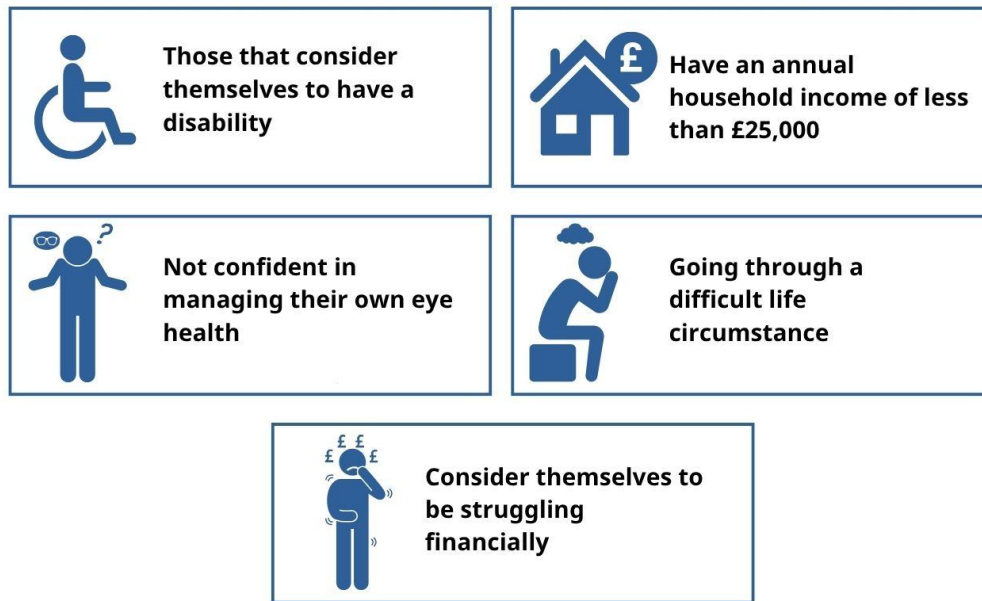 Those that consider
themselves to have a
disability
£
Have an annual
household income of less
than £25,000
?
Not confident in
managing their own eye
health
Going through a
difficult life
circumstance
£ £ £ £
Consider themselves to
be struggling
financially